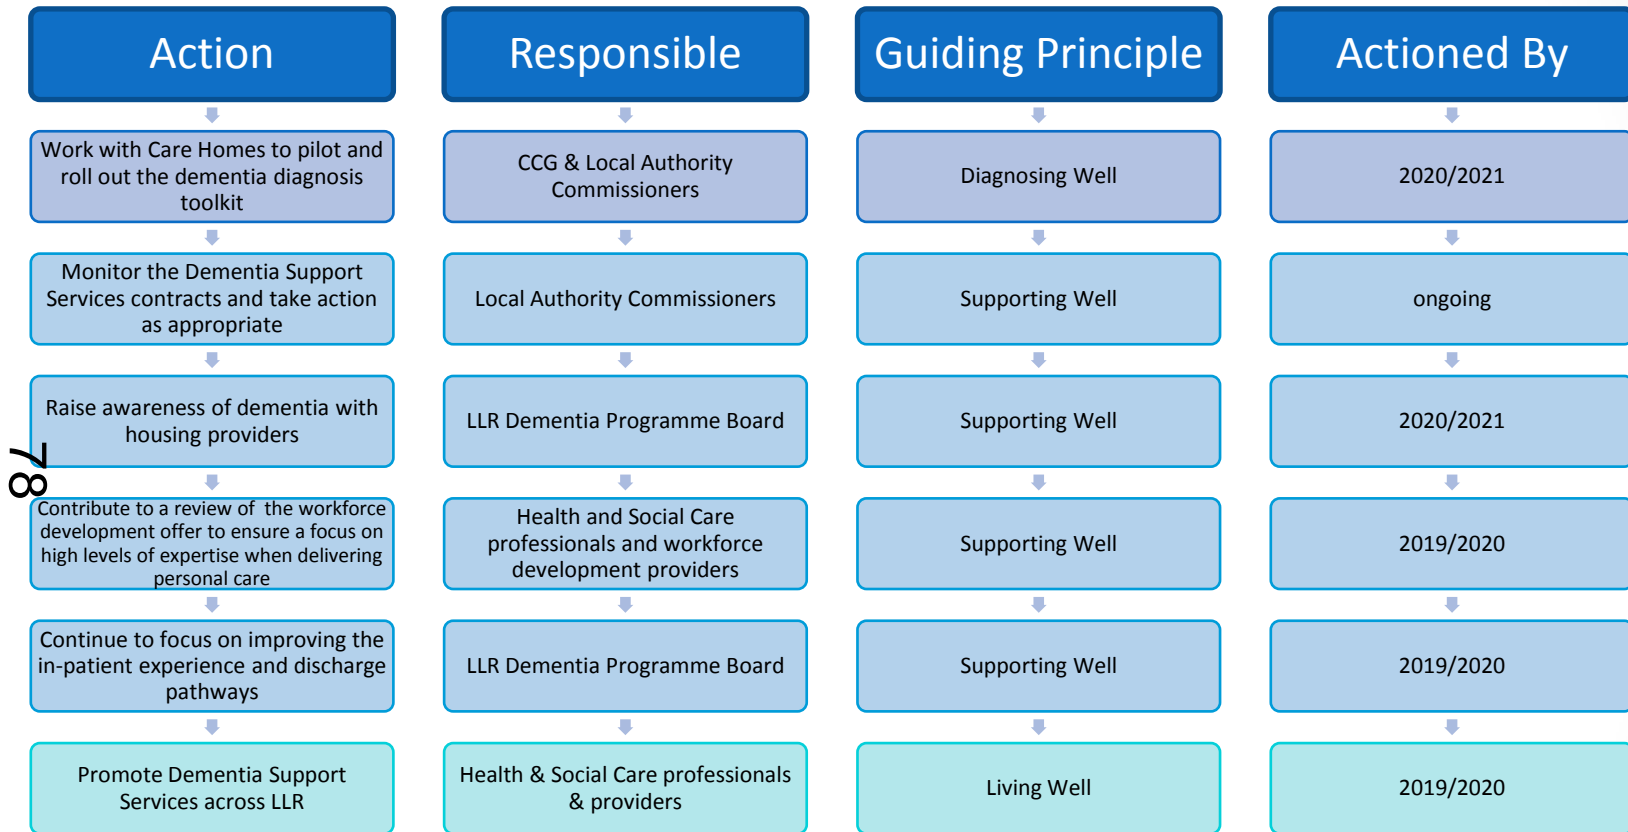 Action
Responsible
Guiding Principle
Actioned By
Work with Care Homes to pilot and
roll out the dementia diagnosis
toolkit
CCG & Local Authority
Commissioners
Diagnosing Well
2020/2021
Monitor the Dementia Support
Services contracts and take action
as appropriate
Local Authority Commissioners
Supporting Well
ongoing
Raise awareness of dementia with
housing providers
LLR Dementia Programme Board
Supporting Well
2020/2021
78
Contribute to a review of the workforce
development offer to ensure a focus on
high levels of expertise when delivering
personal care
Health and Social Care
professionals and workforce
development providers
Supporting Well
2019/2020
Continue to focus on improving the
in-patient experience and discharge
pathways
LLR Dementia Programme Board
Supporting Well
2019/2020
Promote Dementia Support
Services across LLR
Health & Social Care professionals
& providers
Living Well
2019/2020